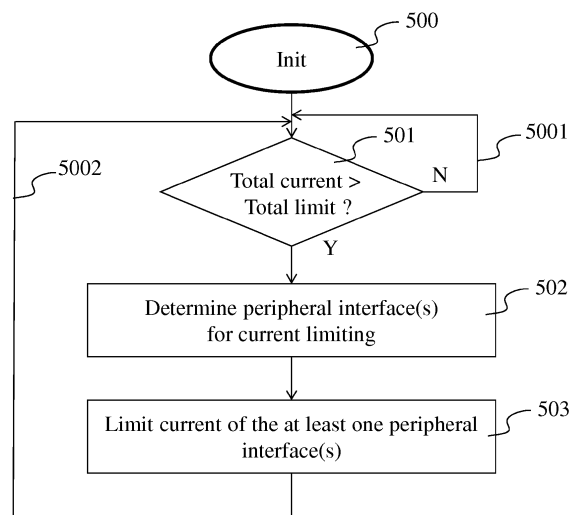 500
Init
501
5001
5002
N
Total current >
Total limit ?
Y
502
Determine peripheral interface(s)
for current limiting
503
Limit current of the at least one peripheral
interface(s)